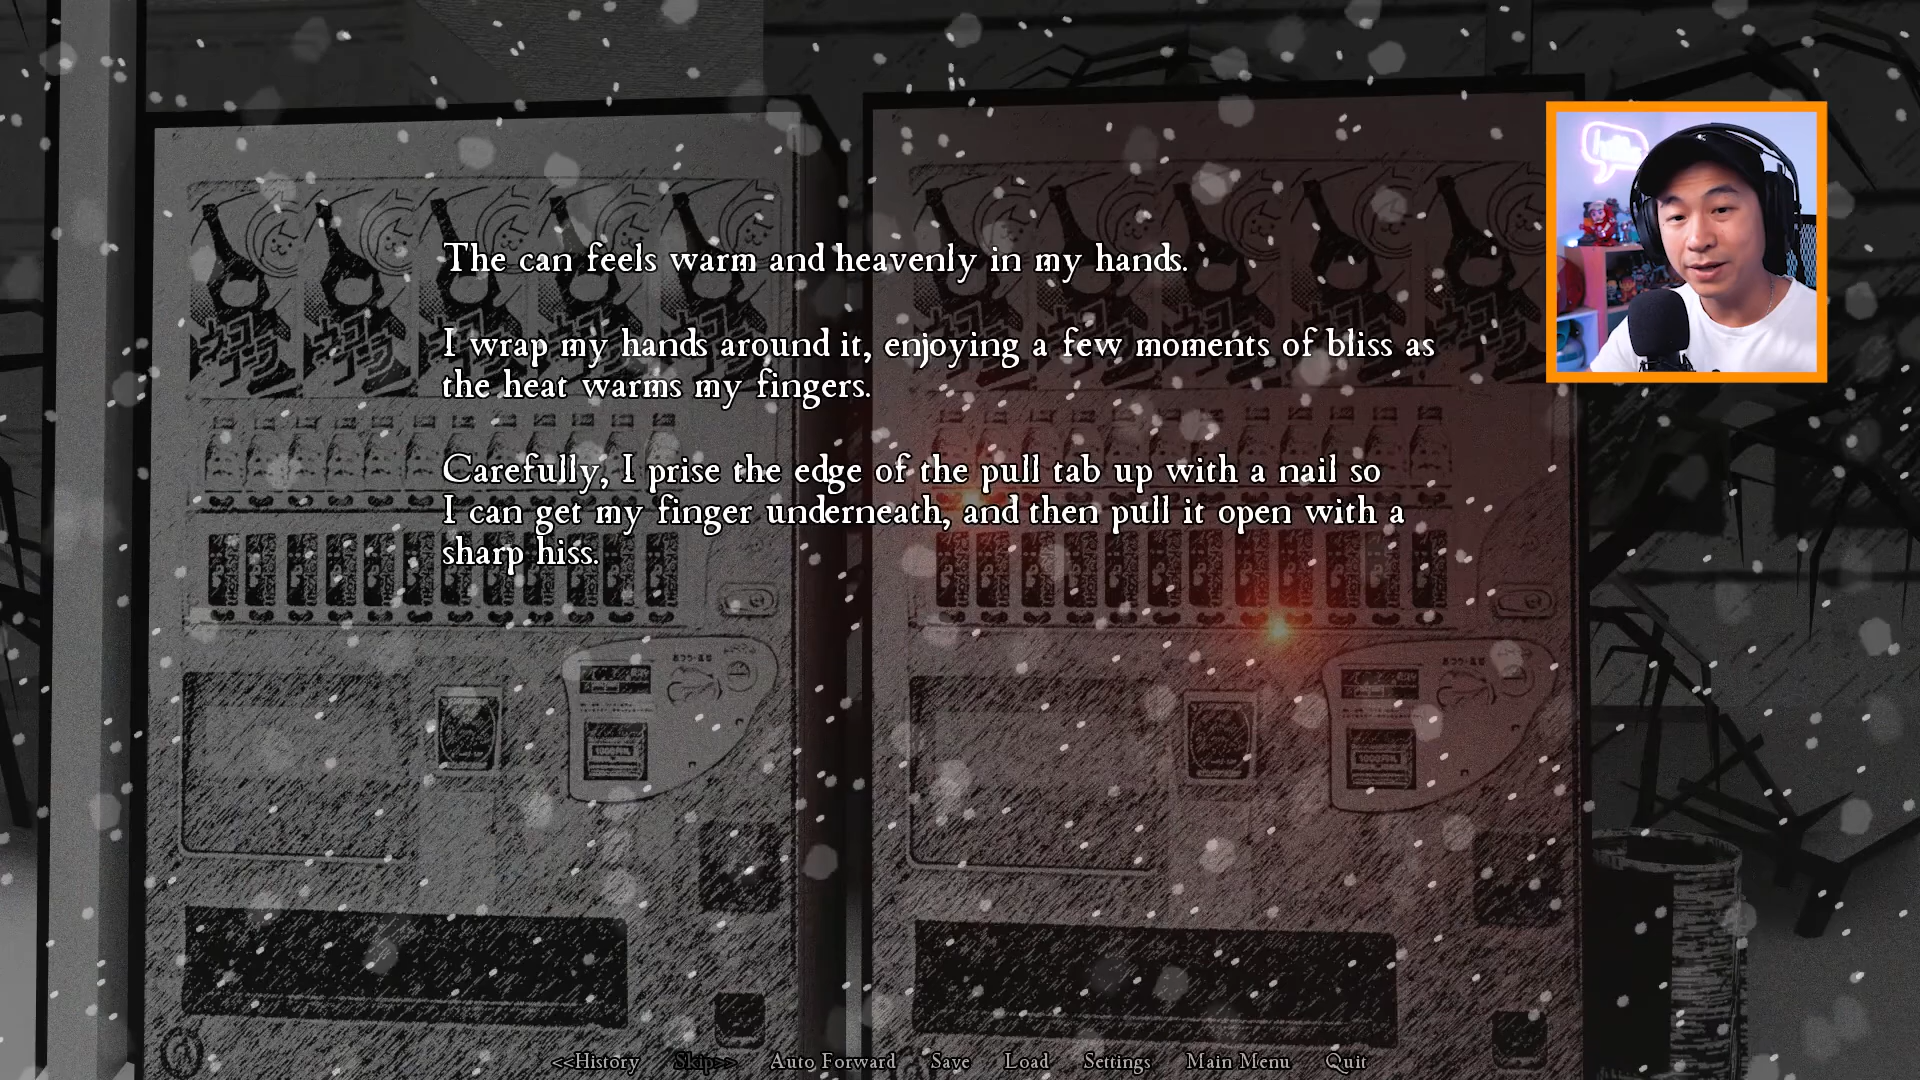 The can feels warm and heavenly in my hands.
I wrap my hands around it, enjoying a few moments of bliss as
the heat warms my fingers.
Carefully, I prise the edge of the pull tab up with a nail so
I can get my finger underneath, and then pull it open with a
sharp hiss.
<<History Skip>> Auto Forward Save Load Settings Main Menu Quit